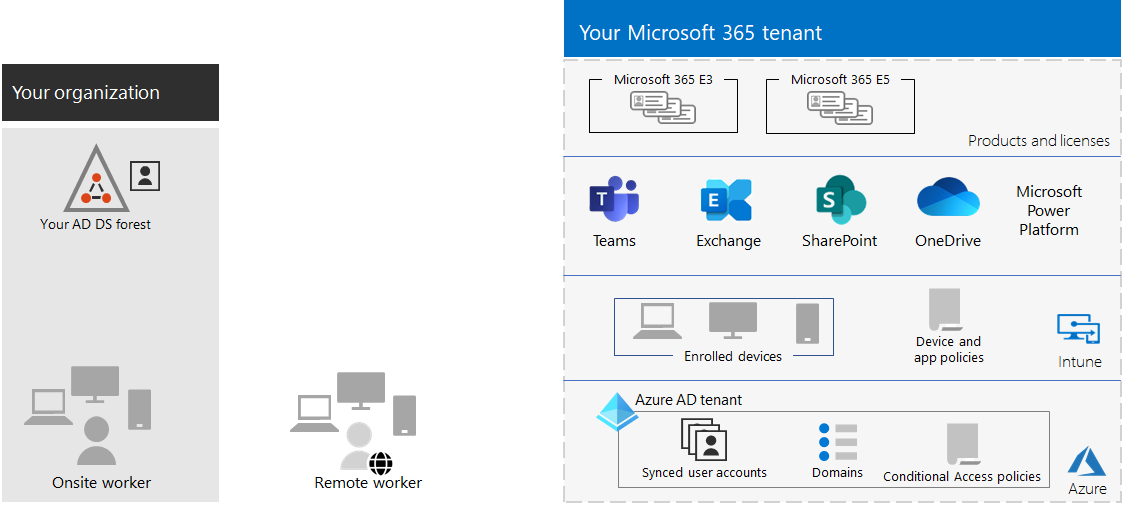 Your organization
Your AD DS forest
Onsite worker
Remote worker
Your Microsoft 365 tenant
Microsoft 365 E3
Microsoft 365 E5
Products and licenses
T
Teams
E
Exchange
S
SharePoint
OneDrive
Microsoft
Power
Platform
Enrolled devices
Device and
app policies
Intune
Azure AD tenant
Synced user accounts
Domains
Conditional Access policies
Azure